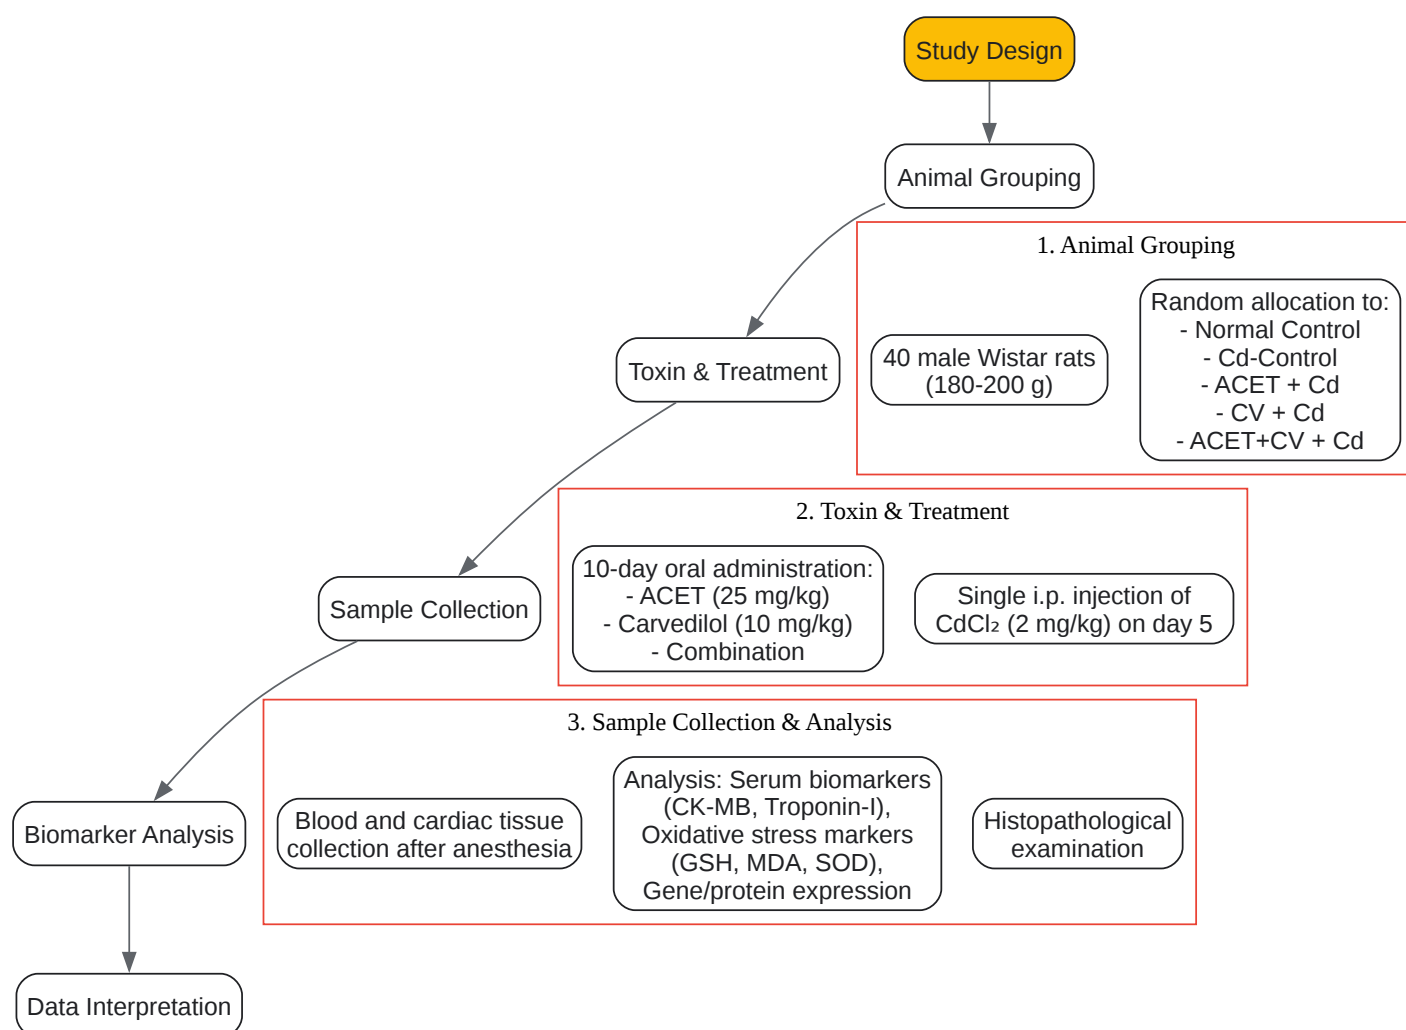 Study Design
Animal Grouping
1. Animal Grouping
40 male Wistar rats
(180-200 g)
Random allocation to:
- Normal Control
- Cd-Control
- ACET + Cd
- CV + Cd
- ACET+CV + Cd
Toxin & Treatment
2. Toxin & Treatment
10-day oral administration:
- ACET (25 mg/kg)
- Carvedilol (10 mg/kg)
- Combination
Single i.p. injection of
CdCl₂ (2 mg/kg) on day 5
Sample Collection
3. Sample Collection & Analysis
Blood and cardiac tissue
collection after anesthesia
Analysis: Serum biomarkers
(CK-MB, Troponin-I),
Oxidative stress markers
(GSH, MDA, SOD),
Gene/protein expression
Histopathological
examination
Biomarker Analysis
Data Interpretation